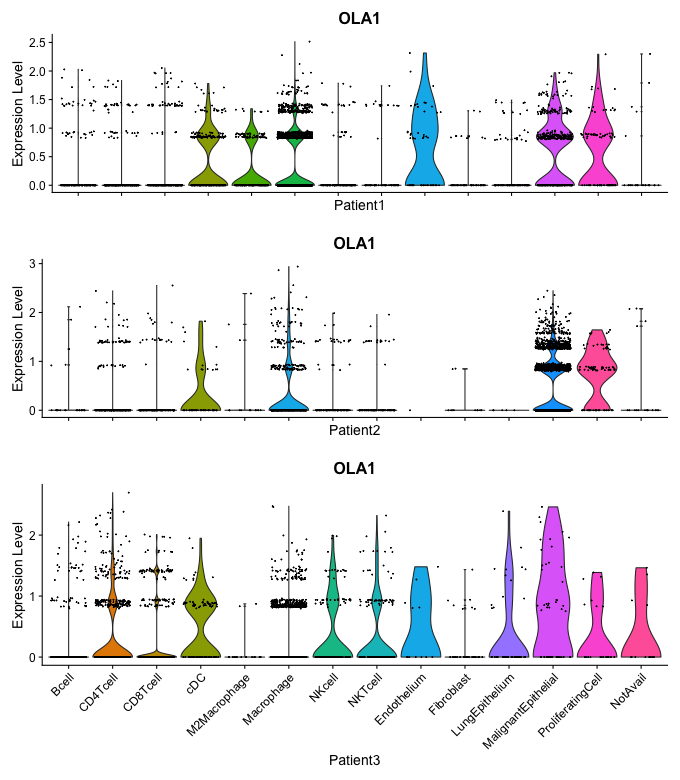 OLA1
Expression Level
2.5
2.0
1.5
1.0
0.5
0.0
Patient1
OLA1
Expression Level
3
2
1
0
Patient2
OLA1
Expression Level
2
1
0
Bcell
CD4Tcell
CD8Tcell
cDC
M2Macrophage
Macrophage
NKcell
NKTcell
Endothelium
Fibroblast
LungEpithelium
MalignantEpithelial
ProliferatingCell
NotAvail
Patient3